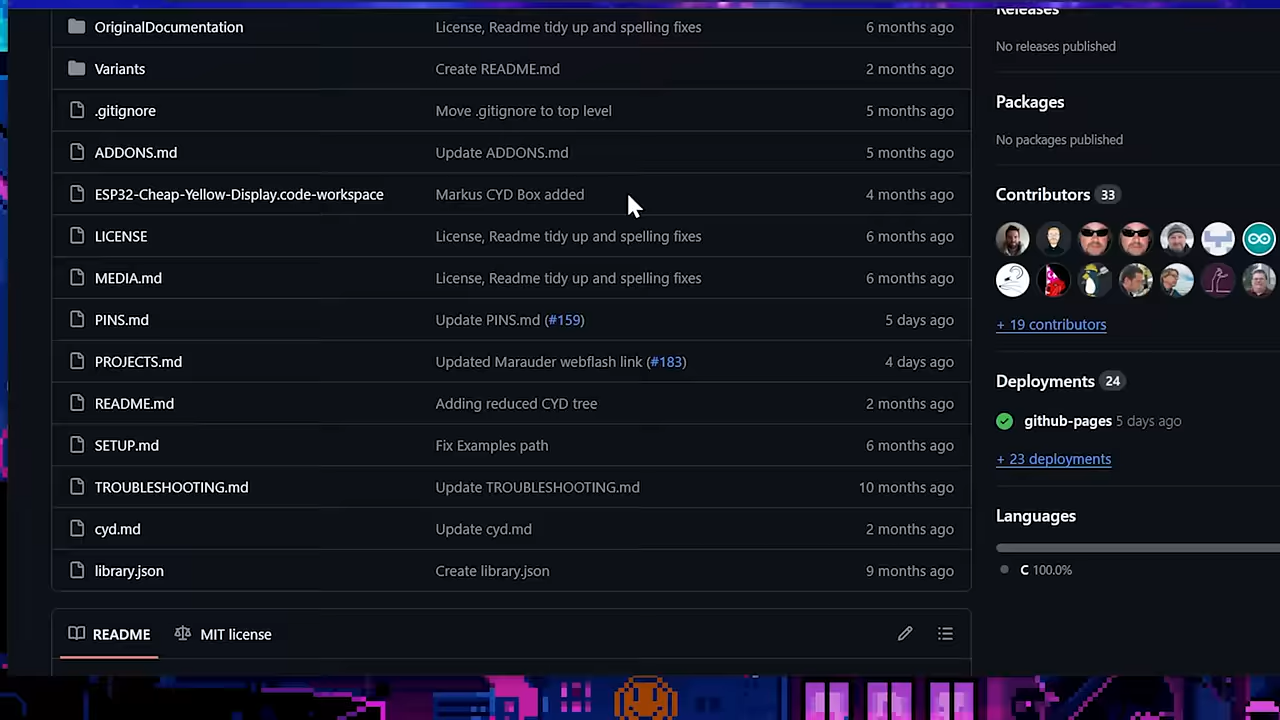 Releases
OriginalDocumentation License, Readme tidy up and spelling fixes 6 months ago
No releases published
Variants Create README.md 2 months ago
Packages
.gitignore Move .gitignore to top level 5 months ago
No packages published
ADDONS.md Update ADDONS.md 5 months ago
ESP32-Cheap-Yellow-Display.code-workspace Markus CYD Box added 4 months ago
Contributors 33
LICENSE License, Readme tidy up and spelling fixes 6 months ago
MEDIA.md License, Readme tidy up and spelling fixes 6 months ago
PINS.md Update PINS.md (#159) 5 days ago
+ 19 contributors
PROJECTS.md Updated Marauder webflash link (#183) 4 days ago
Deployments 24
README.md Adding reduced CYD tree 2 months ago
github-pages 5 days ago
SETUP.md Fix Examples path 6 months ago
+ 23 deployments
TROUBLESHOOTING.md Update TROUBLESHOOTING.md 10 months ago
Languages
cyd.md Update cyd.md 2 months ago
library.json Create library.json 9 months ago
C 100.0%
README MIT license